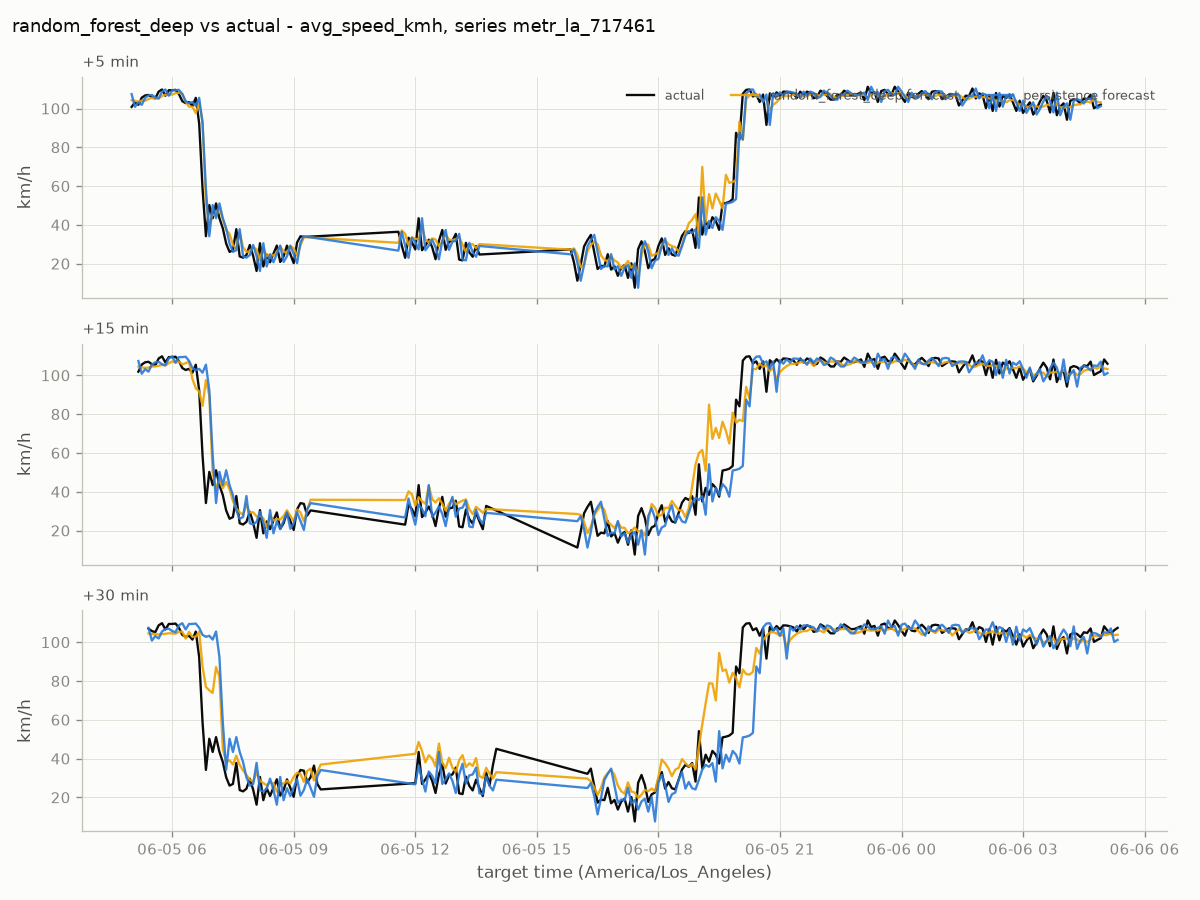 random_forest_deep vs actual - avg_speed_kmh, series metr_la_717461
+5 min
actual
random_forest_deep forecast
persistence forecast
100
80
60
40
20
km/h
+15 min
100
80
60
40
20
km/h
+30 min
100
80
60
40
20
km/h
06-05 06
06-05 09
06-05 12
06-05 15
06-05 18
06-05 21
06-06 00
06-06 03
06-06 06
target time (America/Los_Angeles)